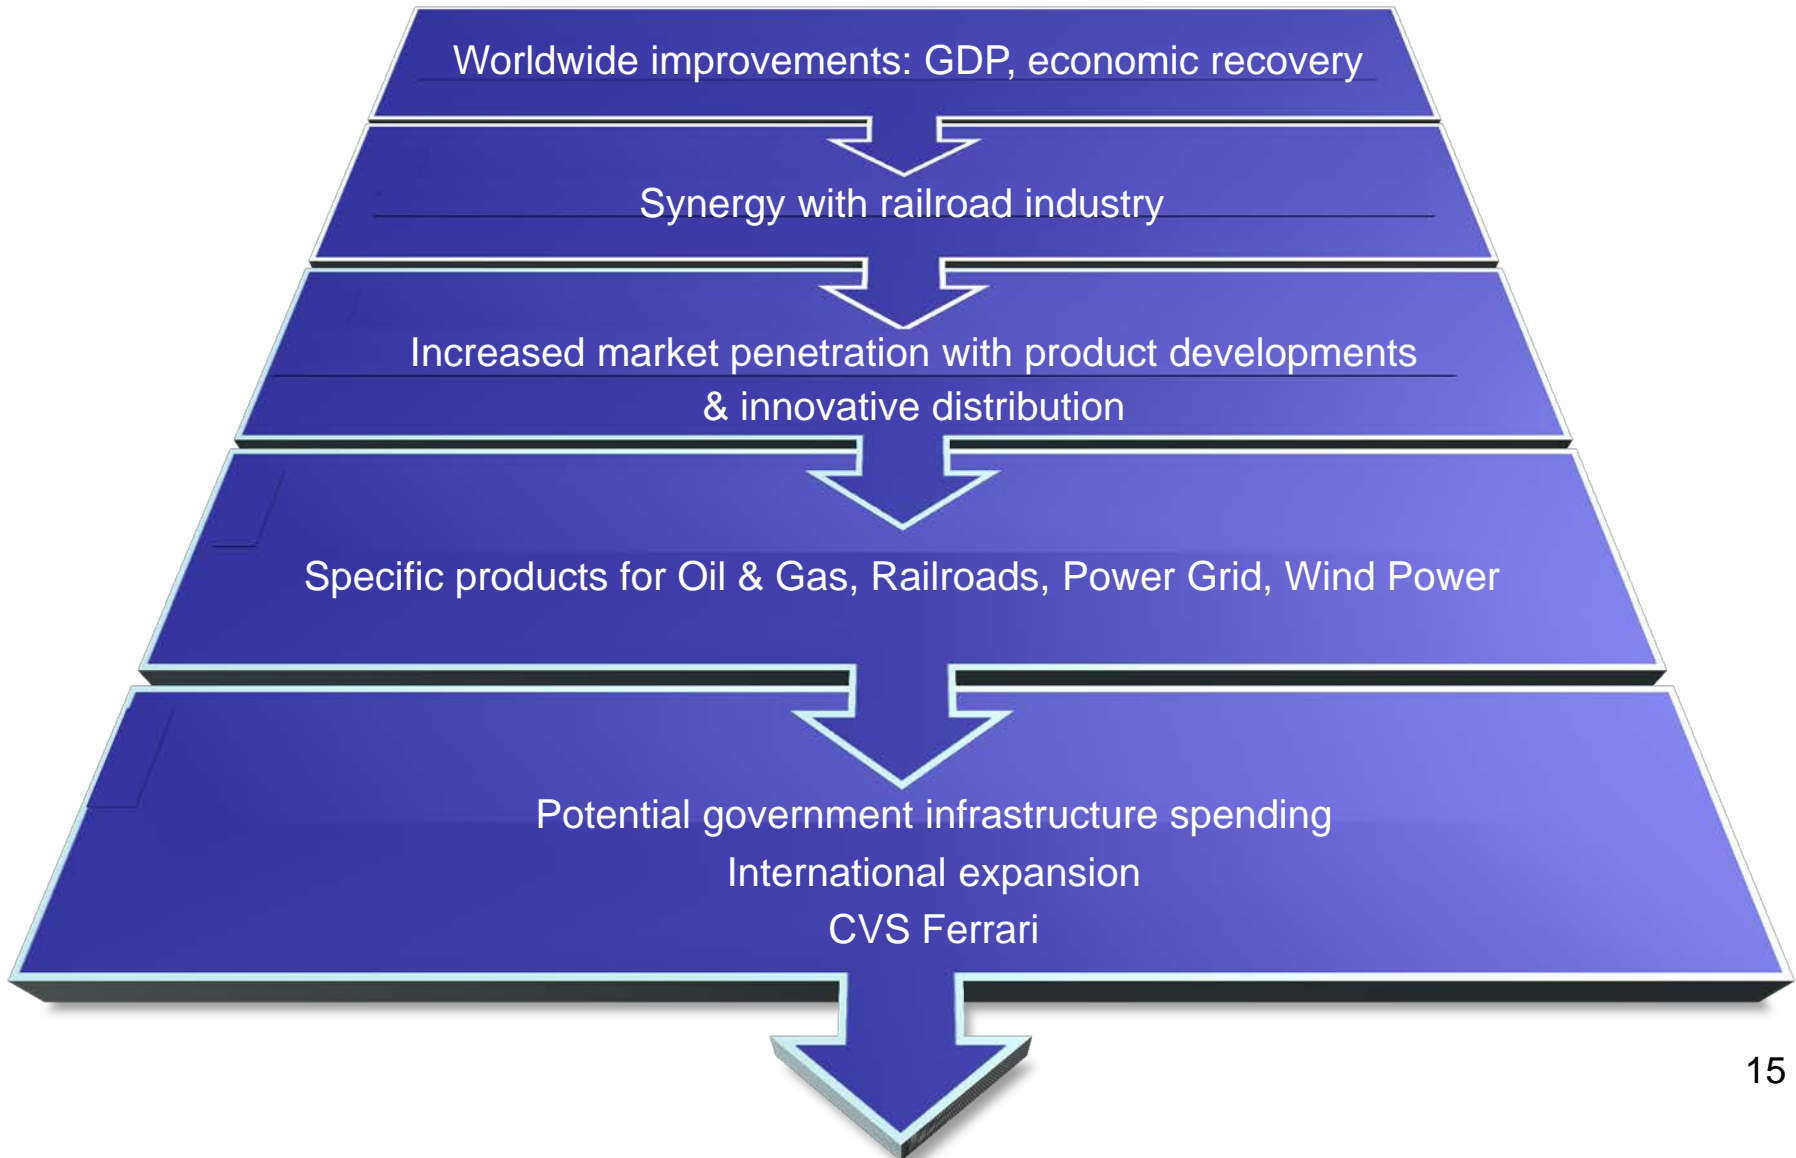 Worldwide improvements: GDP, economic recovery
Synergy with railroad industry
Increased market penetration with product developments
& innovative distribution
Specific products for Oil & Gas, Railroads, Power Grid, Wind Power
Potential government infrastructure spending
International expansion
CVS Ferrari
15